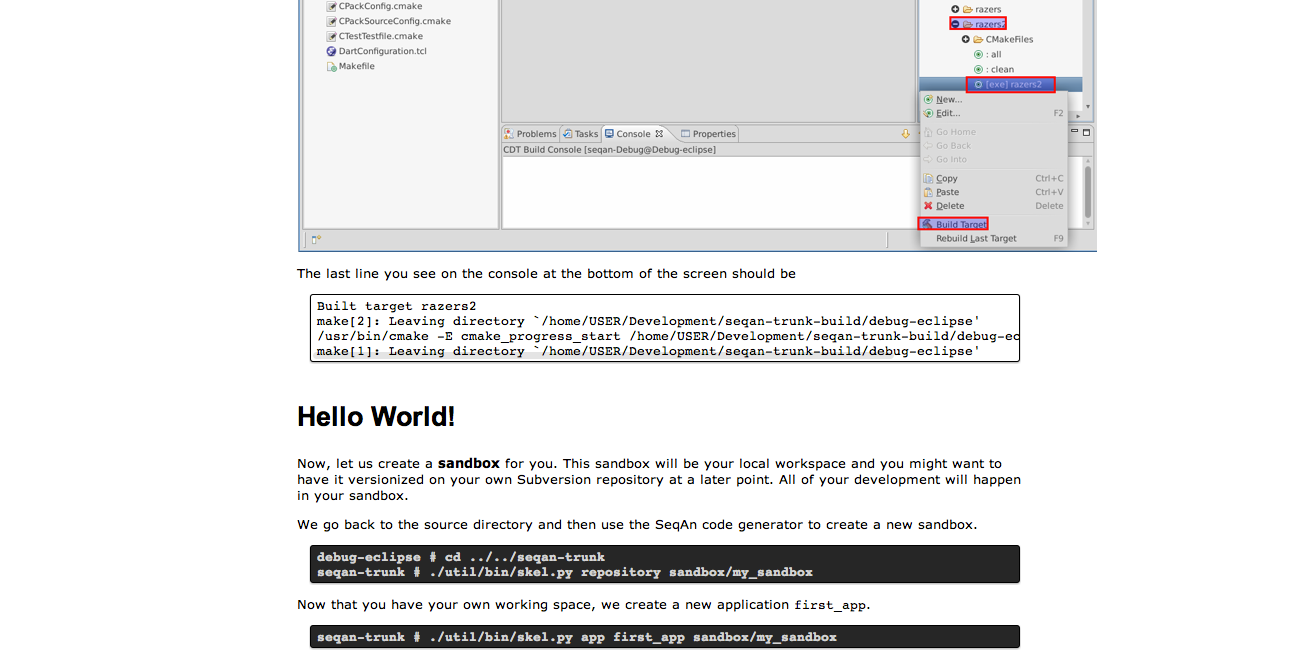 CPackConfig.cmake
CPackSourceConfig.cmake
CTestTestfile.cmake
DartConfiguration.tcl
Makefile
razers
razers2
CMakeFiles
: all
: clean
[exe] razers2
New...
Edit... F2
Go Home
Go Back
Go Into
Copy Ctrl+C
Paste Ctrl+V
Delete Delete
Build Target
Rebuild Last Target F9
Problems Tasks Console Properties
CDT Build Console [seqan-Debug@Debug-eclipse]
The last line you see on the console at the bottom of the screen should be
Built target razers2
make[2]: Leaving directory `/home/USER/Development/seqan-trunk-build/debug-eclipse'
/usr/bin/cmake -E cmake_progress_start /home/USER/Development/seqan-trunk-build/debug-ec
make[1]: Leaving directory `/home/USER/Development/seqan-trunk-build/debug-eclipse'
Hello World!
Now, let us create a sandbox for you. This sandbox will be your local workspace and you might want to
have it versionized on your own Subversion repository at a later point. All of your development will happen
in your sandbox.
We go back to the source directory and then use the SeqAn code generator to create a new sandbox.
debug-eclipse # cd ../../seqan-trunk
seqan-trunk # ./util/bin/skel.py repository sandbox/my_sandbox
Now that you have your own working space, we create a new application first_app.
seqan-trunk # ./util/bin/skel.py app first_app sandbox/my_sandbox